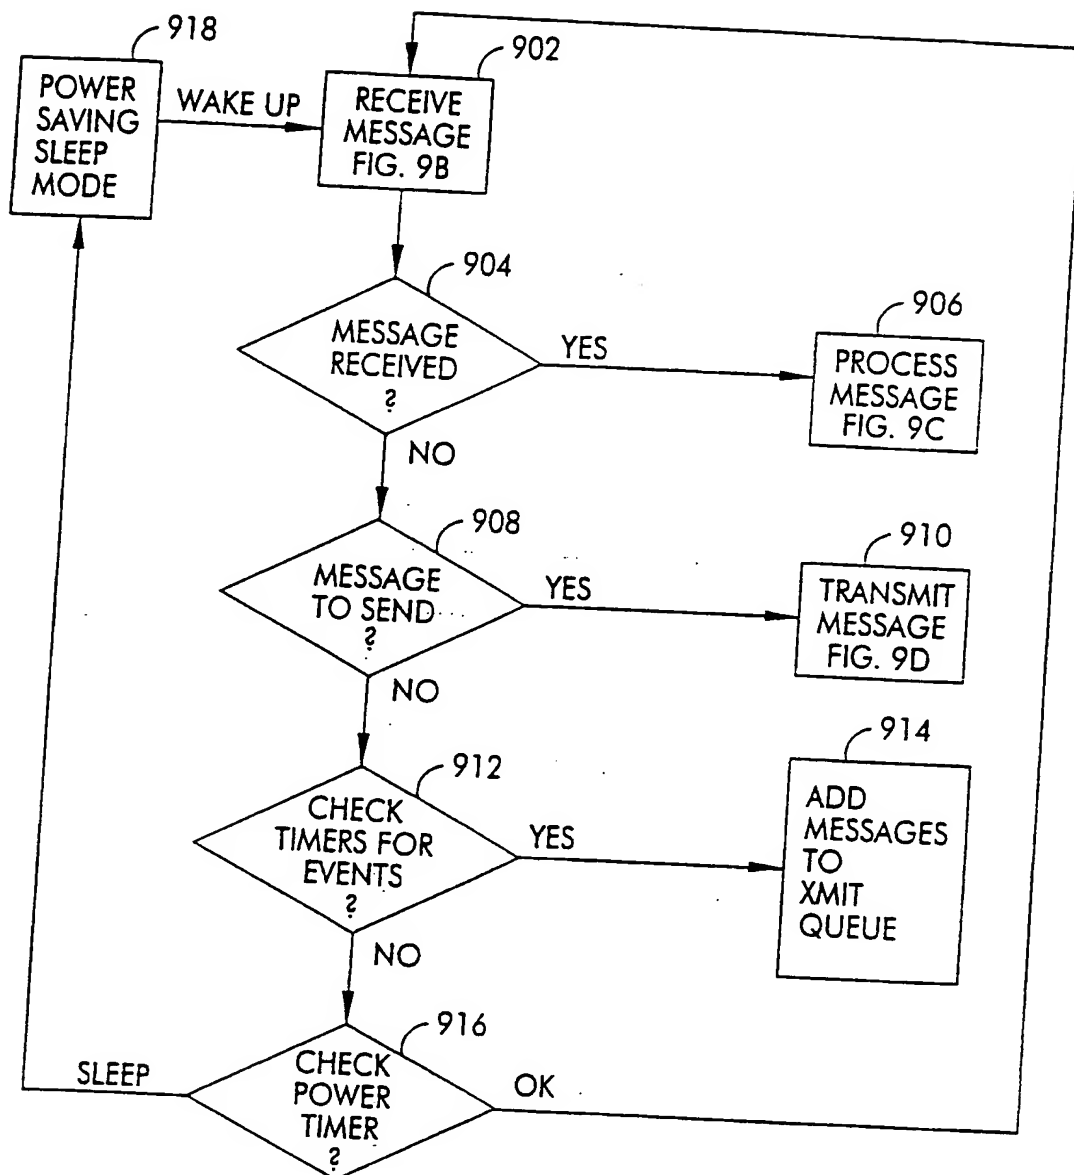 918
POWER
SAVING
SLEEP
MODE
WAKE UP
902
RECEIVE
MESSAGE
FIG. 9B
904
MESSAGE
RECEIVED
?
YES
906
PROCESS
MESSAGE
FIG. 9C
NO
908
MESSAGE
TO SEND
?
YES
910
TRANSMIT
MESSAGE
FIG. 9D
NO
912
CHECK
TIMERS FOR
EVENTS
?
YES
914
ADD
MESSAGES
TO
XMIT
QUEUE
NO
916
CHECK
POWER
TIMER
?
SLEEP
OK